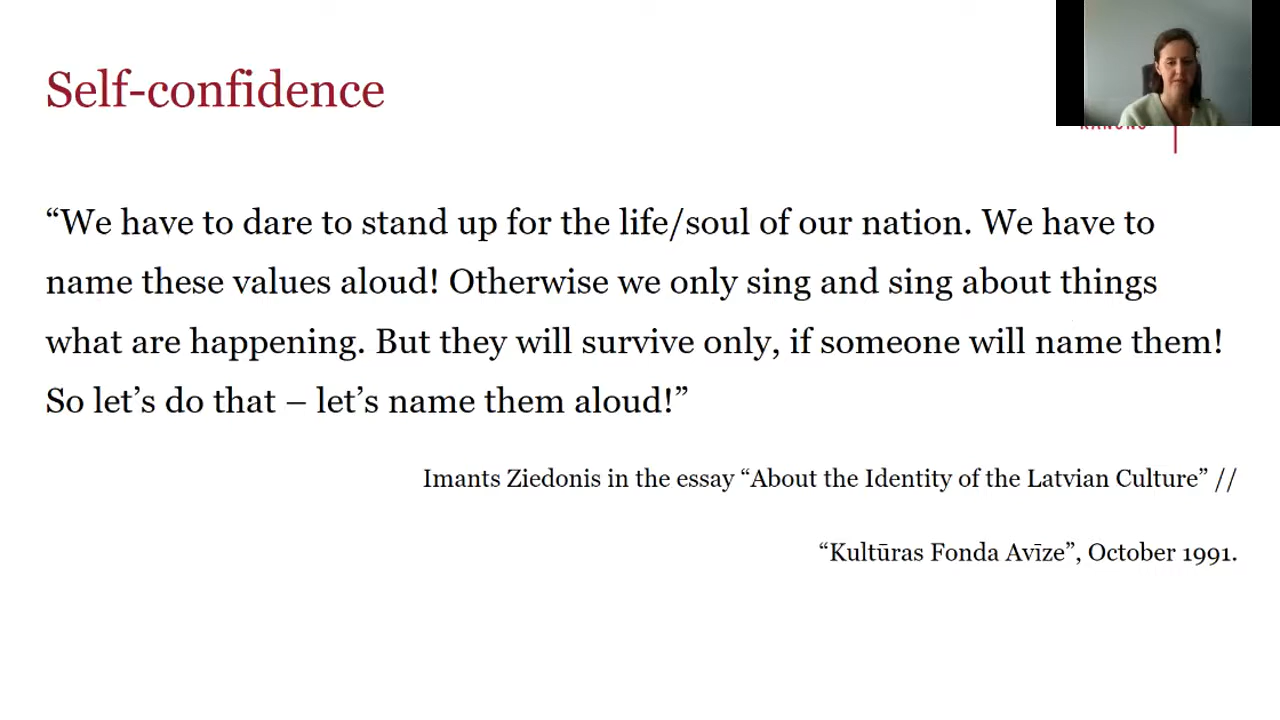 Self-confidence
“We have to dare to stand up for the life/soul of our nation. We have to
name these values aloud! Otherwise we only sing and sing about things
what are happening. But they will survive only, if someone will name them!
So let’s do that – let’s name them aloud!”
Imants Ziedonis in the essay “About the Identity of the Latvian Culture” //
“Kultūras Fonda Avīze”, October 1991.